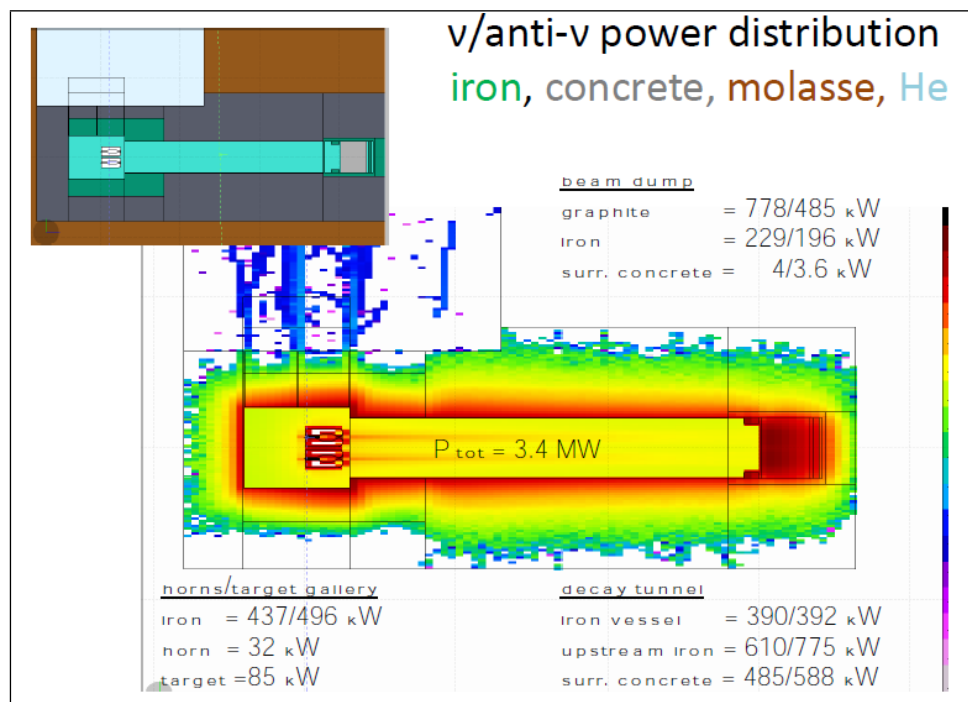 ν/anti-ν power distribution
iron, concrete, molasse, He
beam dump
graphite = 778/485 kW
iron = 229/196 kW
surr. concrete = 4/3.6 kW
P tot = 3.4 MW
horns/target gallery
iron = 437/496 kW
horn = 32 kW
target =85 kW
decay tunnel
iron vessel = 390/392 kW
upstream iron = 610/775 kW
surr. concrete = 485/588 kW